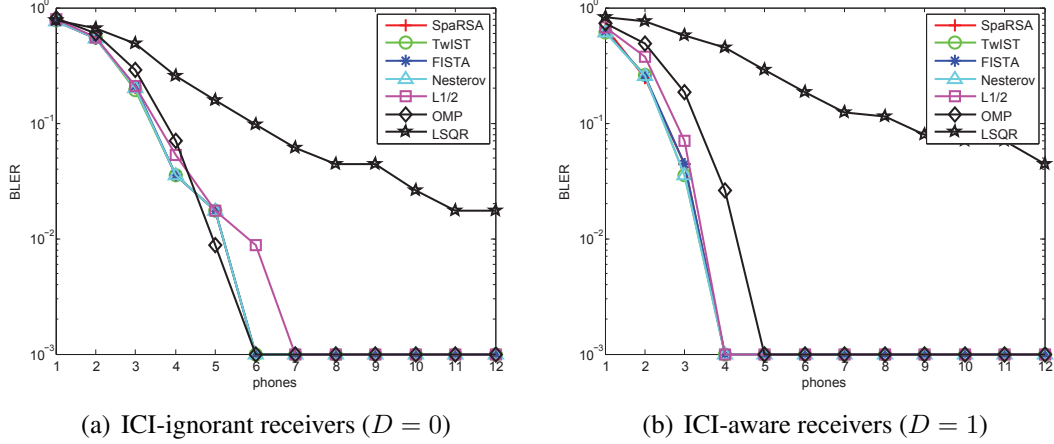 10^0
10^-1
10^-2
10^-3
BLER
1 2 3 4 5 6 7 8 9 10 11 12
phones
SpaRSA
TwIST
FISTA
Nesterov
L1/2
OMP
LSQR
(a) ICI-ignorant receivers (D = 0)
10^0
10^-1
10^-2
10^-3
BLER
1 2 3 4 5 6 7 8 9 10 11 12
phones
SpaRSA
TwIST
FISTA
Nesterov
L1/2
OMP
LSQR
(b) ICI-aware receivers (D = 1)